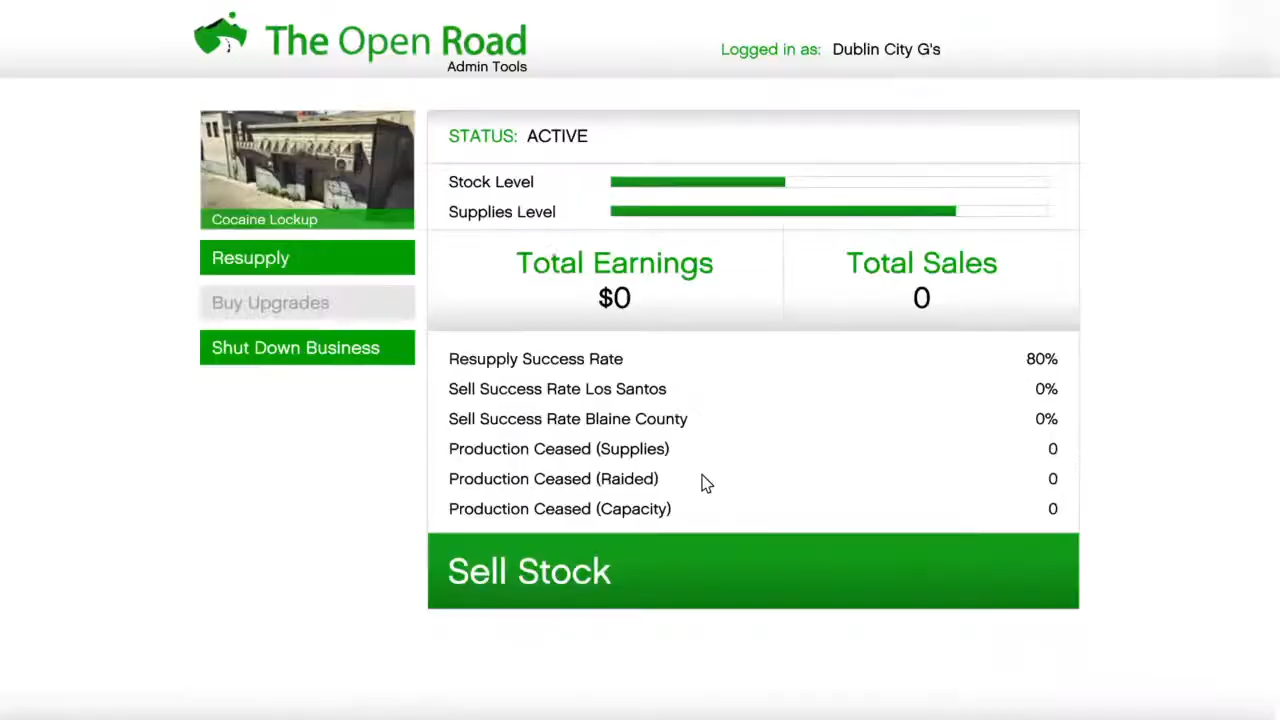 The Open Road
Admin Tools
Logged in as: Dublin City G's
Cocaine Lockup
Resupply
Buy Upgrades
Shut Down Business
STATUS: ACTIVE
Stock Level
Supplies Level
Total Earnings
$0
Total Sales
0
Resupply Success Rate 80%
Sell Success Rate Los Santos 0%
Sell Success Rate Blaine County 0%
Production Ceased (Supplies) 0
Production Ceased (Raided) 0
Production Ceased (Capacity) 0
Sell Stock